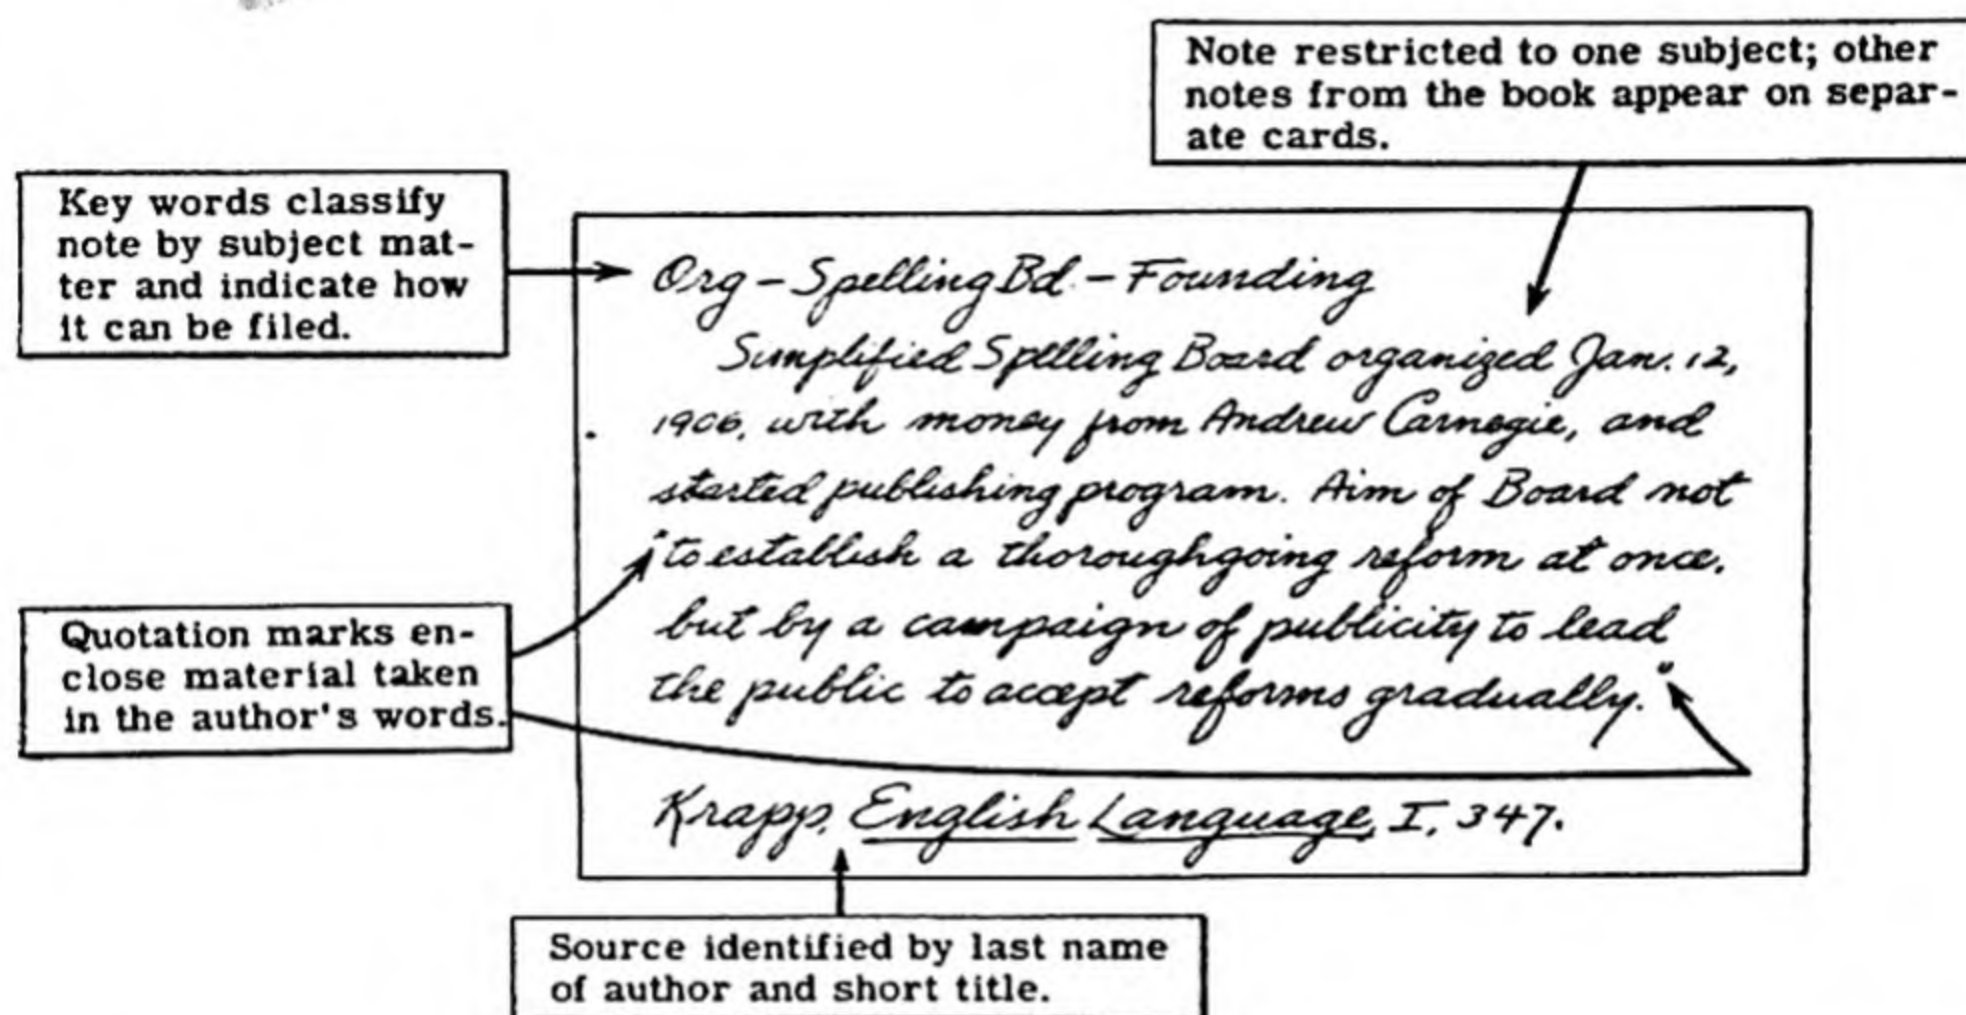 Note restricted to one subject; other
notes from the book appear on separ-
ate cards.
Key words classify
note by subject mat-
ter and indicate how
it can be filed.
Org - Spelling Bd. - Founding
Simplified Spelling Board organized Jan. 12,
1906, with money from Andrew Carnegie, and
started publishing program. Aim of Board not
"to establish a thoroughgoing reform at once,
but by a campaign of publicity to lead
the public to accept reforms gradually."
Quotation marks en-
close material taken
in the author's words.
Krapp, English Language, I, 347.
Source identified by last name
of author and short title.